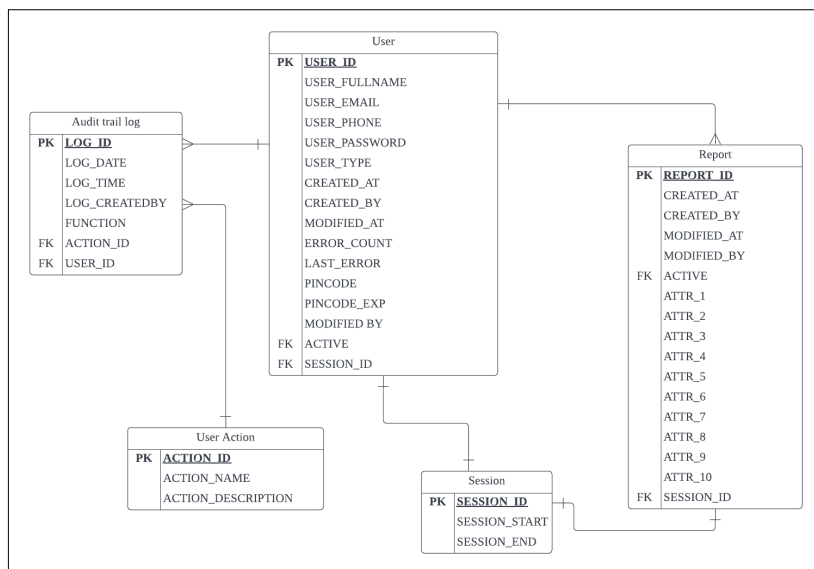 User
PK USER_ID
USER_FULLNAME
USER_EMAIL
USER_PHONE
USER_PASSWORD
USER_TYPE
CREATED_AT
CREATED_BY
MODIFIED_AT
ERROR_COUNT
LAST_ERROR
PINCODE
PINCODE_EXP
MODIFIED BY
FK ACTIVE
FK SESSION_ID
Audit trail log
PK LOG_ID
LOG_DATE
LOG_TIME
LOG_CREATEDBY
FUNCTION
FK ACTION_ID
FK USER_ID
Report
PK REPORT_ID
CREATED_AT
CREATED_BY
MODIFIED_AT
MODIFIED_BY
FK ACTIVE
ATTR_1
ATTR_2
ATTR_3
ATTR_4
ATTR_5
ATTR_6
ATTR_7
ATTR_8
ATTR_9
ATTR_10
FK SESSION_ID
User Action
PK ACTION_ID
ACTION_NAME
ACTION_DESCRIPTION
Session
PK SESSION_ID
SESSION_START
SESSION_END